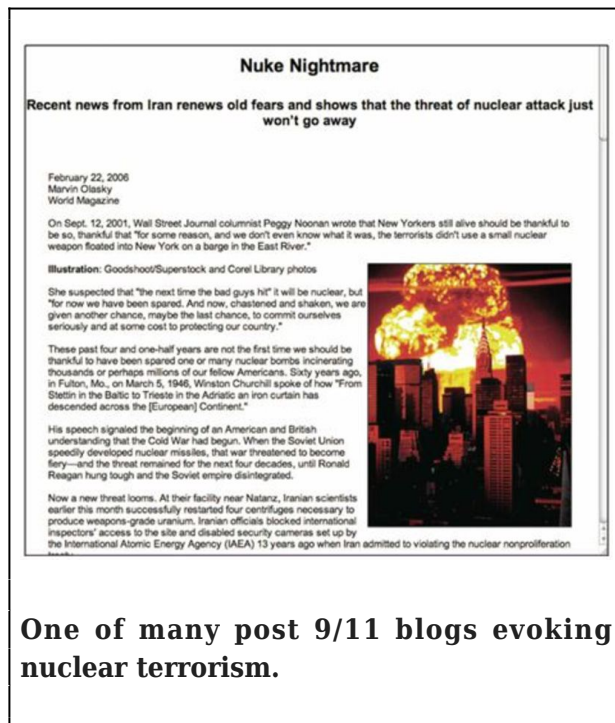 Nuke Nightmare
Recent news from Iran renews old fears and shows that the threat of nuclear attack just
won't go away
February 22, 2006
Marvin Olasky
World Magazine
On Sept. 12, 2001, Wall Street Journal columnist Peggy Noonan wrote that New Yorkers still alive should be thankful to
be so, thankful that "for some reason, and we don't even know what it was, the terrorists didn't use a small nuclear
weapon floated into New York on a barge in the East River."
Illustration: Goodshoot/Superstock and Corel Library photos
She suspected that "the next time the bad guys hit" it will be nuclear, but
"for now we have been spared. And now, chastened and shaken, we are
given another chance, maybe the last chance, to commit ourselves
seriously and at some cost to protecting our country."
These past four and one-half years are not the first time we should be
thankful to have been spared one or many nuclear bombs incinerating
thousands or perhaps millions of our fellow Americans. Sixty years ago,
in Fulton, Mo., on March 5, 1946, Winston Churchill spoke of how "From
Stettin in the Baltic to Trieste in the Adriatic an iron curtain has
descended across the [European] Continent."
His speech signaled the beginning of an American and British
understanding that the Cold War had begun. When the Soviet Union
speedily developed nuclear missiles, that war threatened to become
fiery—and the threat remained for the next four decades, until Ronald
Reagan hung tough and the Soviet empire disintegrated.
Now a new threat looms. At their facility near Natanz, Iranian scientists
earlier this month successfully restarted four centrifuges necessary to
produce weapons-grade uranium. Iranian officials blocked international
inspectors' access to the site and disabled security cameras set up by
the International Atomic Energy Agency (IAEA) 13 years ago when Iran admitted to violating the nuclear nonproliferation
One of many post 9/11 blogs evoking
nuclear terrorism.